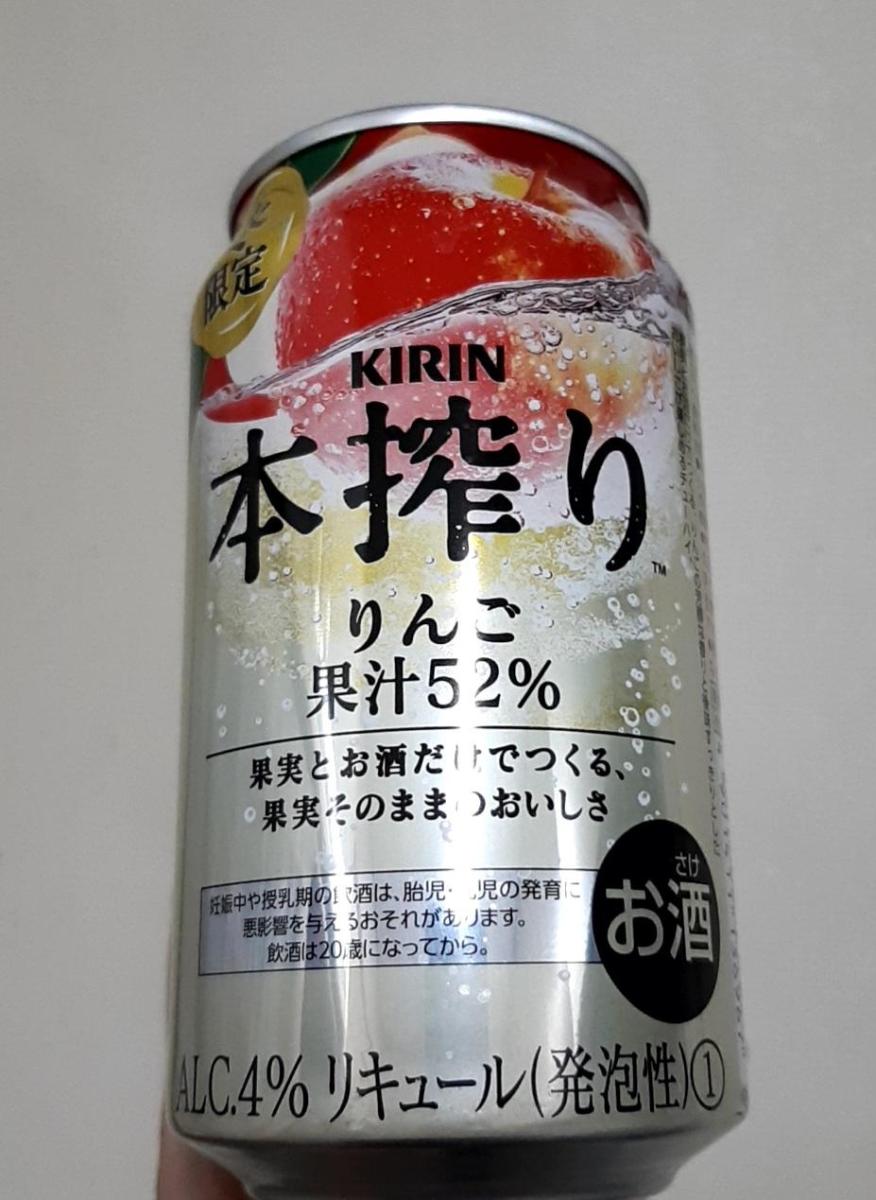 限定
KIRIN
本搾り™
りんご
果汁52%
果実とお酒だけでつくる、
果実そのままのおいしさ
妊娠中や授乳期の飲酒は、胎児・乳児の発育に
悪影響を与えるおそれがあります。
飲酒は20歳になってから。
さけ
お酒
ALC.4% リキュール(発泡性)①